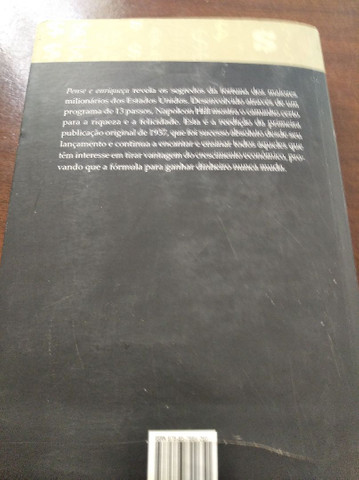 Pense e enriqueça revela os segredos da fortuna dos maiores
milionários dos Estados Unidos. Desenvolvido através de um
programa de 13 passos, Napoleon Hill mostra o caminho certo
para a riqueza e a felicidade. Esta é a reedição da primeira
publicação original de 1937, que foi sucesso absoluto desde seu
lançamento e continua a encantar e ensinar todos aqueles que
têm interesse em tirar vantagem do crescimento econômico, pro-
vando que a fórmula para ganhar dinheiro nunca muda.